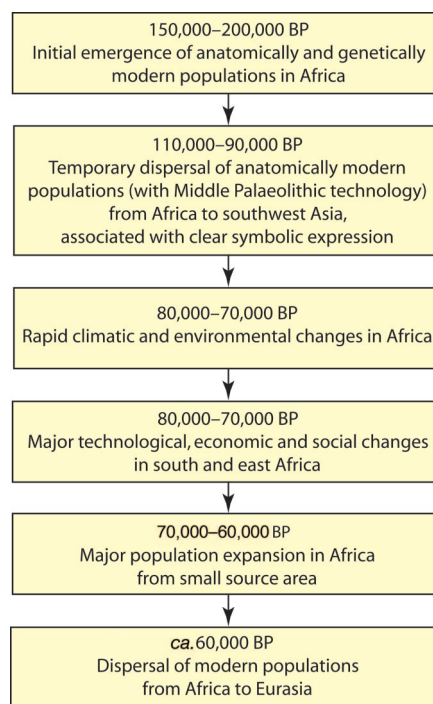 150,000–200,000 BP
Initial emergence of anatomically and genetically
modern populations in Africa
110,000–90,000 BP
Temporary dispersal of anatomically modern
populations (with Middle Palaeolithic technology)
from Africa to southwest Asia,
associated with clear symbolic expression
80,000–70,000 BP
Rapid climatic and environmental changes in Africa
80,000–70,000 BP
Major technological, economic and social changes
in south and east Africa
70,000–60,000 BP
Major population expansion in Africa
from small source area
ca. 60,000 BP
Dispersal of modern populations
from Africa to Eurasia